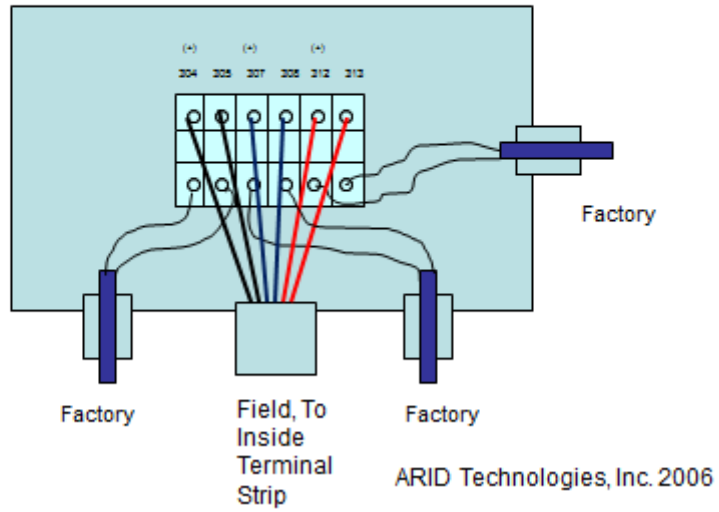 (+) (+) (+)
304 305 307 308 312 313
Factory
Factory
Field, To
Inside
Terminal
Strip
Factory
ARID Technologies, Inc. 2006